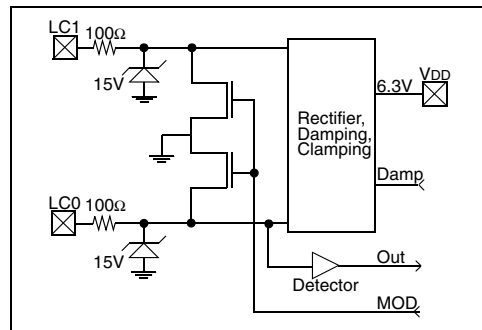 LC1
100Ω
15V
Rectifier,
Damping,
Clamping
6.3V
VDD
Damp
LC0
100Ω
15V
Detector
Out
MOD